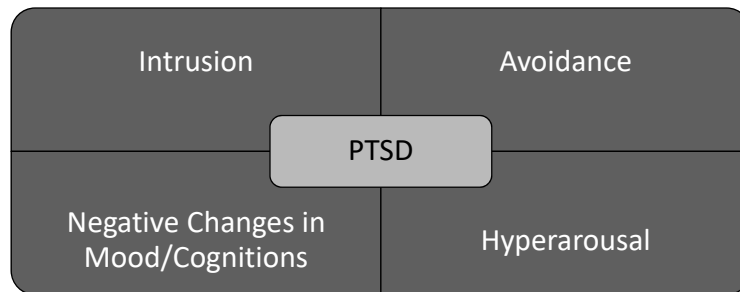 Intrusion
Avoidance
PTSD
Negative Changes in
Mood/Cognitions
Hyperarousal